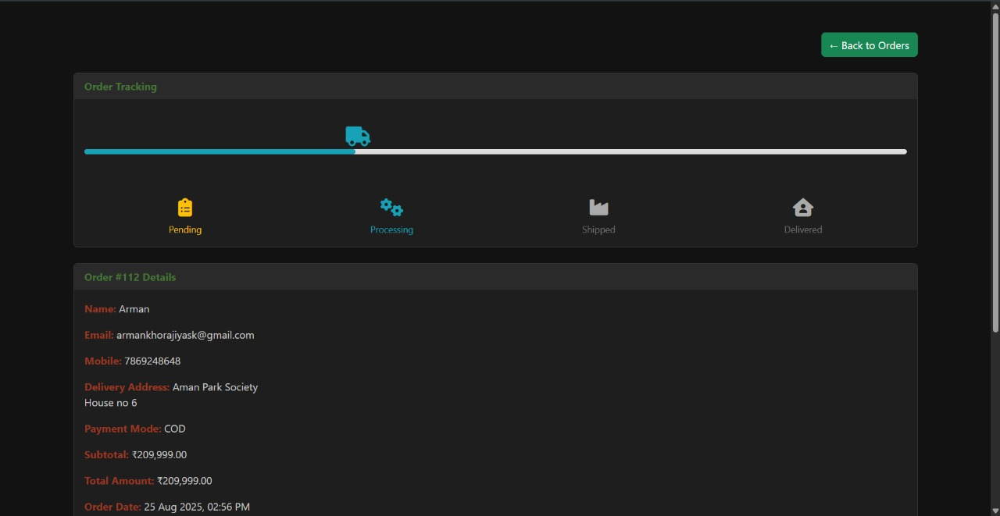 ← Back to Orders
Order Tracking
Pending
Processing
Shipped
Delivered
Order #112 Details
Name: Arman
Email: armankhorajiyask@gmail.com
Mobile: 7869248648
Delivery Address: Aman Park Society
House no 6
Payment Mode: COD
Subtotal: ₹209,999.00
Total Amount: ₹209,999.00
Order Date: 25 Aug 2025, 02:56 PM